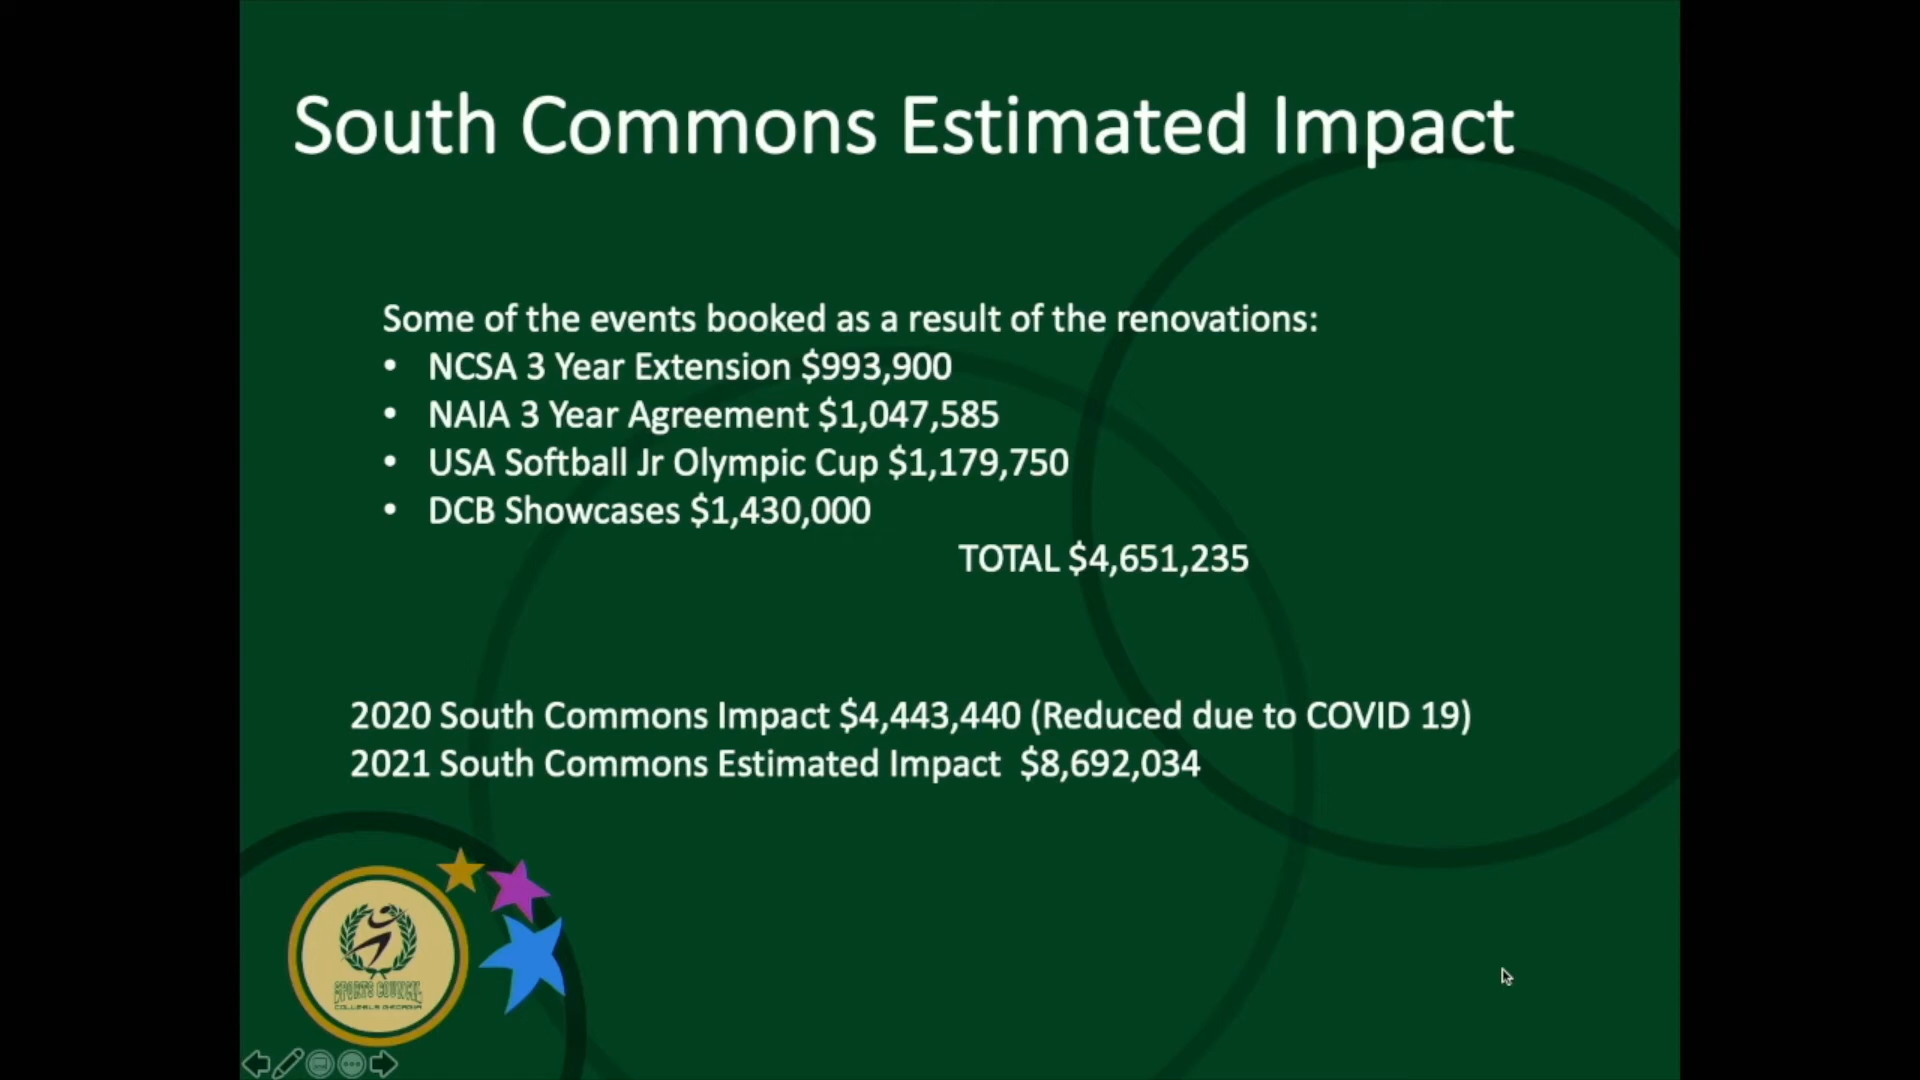 South Commons Estimated Impact
Some of the events booked as a result of the renovations:
• NCSA 3 Year Extension $993,900
• NAIA 3 Year Agreement $1,047,585
• USA Softball Jr Olympic Cup $1,179,750
• DCB Showcases $1,430,000
TOTAL $4,651,235
2020 South Commons Impact $4,443,440 (Reduced due to COVID 19)
2021 South Commons Estimated Impact $8,692,034
SPORTS COUNCIL